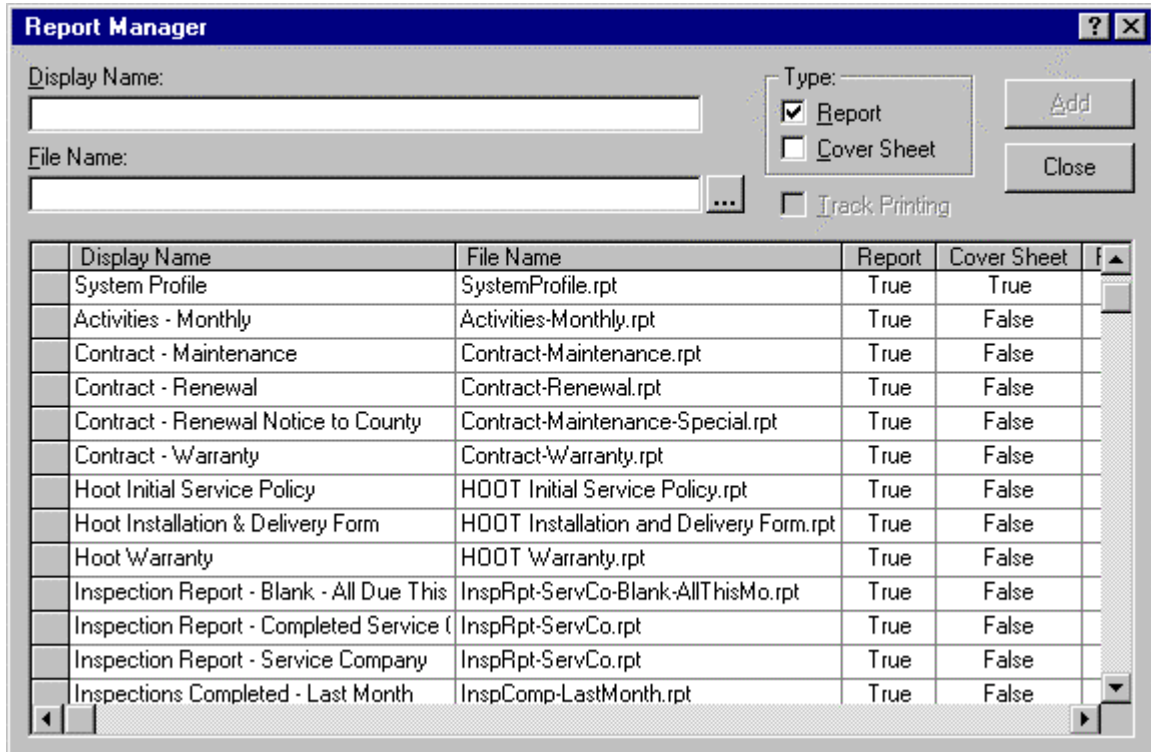 Report Manager
Display Name:
Type:
Report
Add
File Name:
Cover Sheet
Close
...
Track Printing
Display Name File Name Report Cover Sheet
System Profile SystemProfile.rpt True True
Activities - Monthly Activities-Monthly.rpt True False
Contract - Maintenance Contract-Maintenance.rpt True False
Contract - Renewal Contract-Renewal.rpt True False
Contract - Renewal Notice to County Contract-Maintenance-Special.rpt True False
Contract - Warranty Contract-Warranty.rpt True False
Hoot Initial Service Policy HOOT Initial Service Policy.rpt True False
Hoot Installation & Delivery Form HOOT Installation and Delivery Form.rpt True False
Hoot Warranty HOOT Warranty.rpt True False
Inspection Report - Blank - All Due This InspRpt-ServCo-Blank-AllThisMo.rpt True False
Inspection Report - Completed Service InspRpt-ServCo.rpt True False
Inspection Report - Service Company InspRpt-ServCo.rpt True False
Inspections Completed - Last Month InspComp-LastMonth.rpt True False